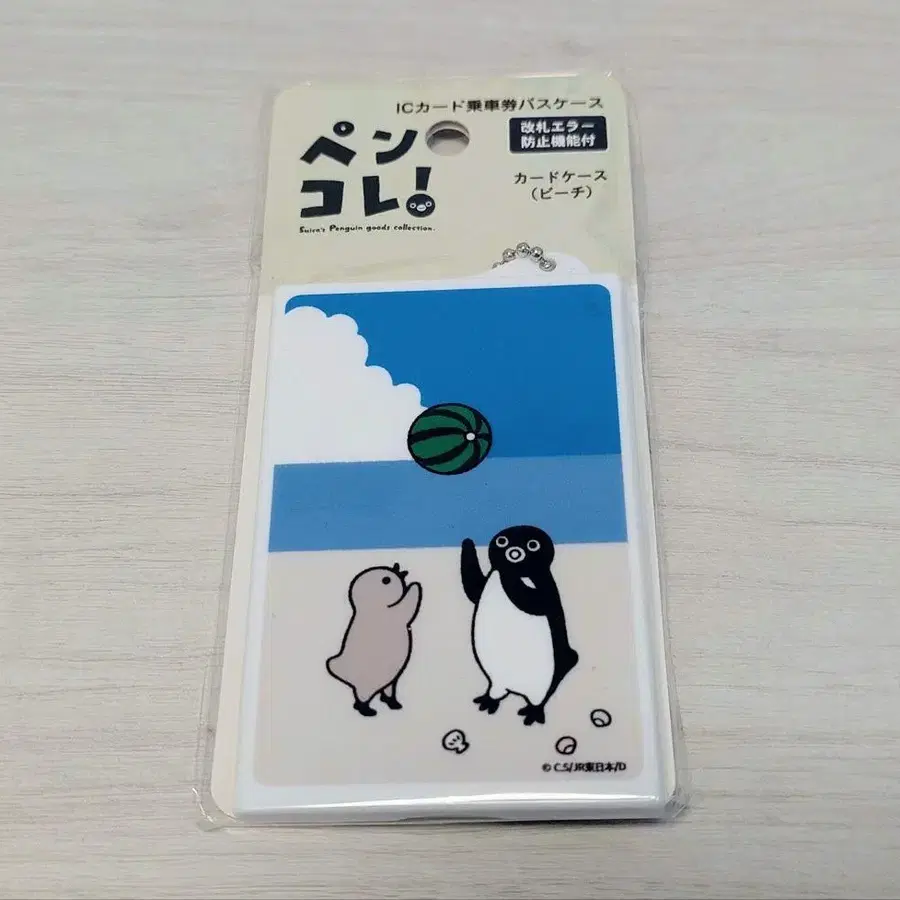 ICカード乗車券パスケース
ペン
コレ!
Suica's Penguin goods collection.
改札エラー
防止機能付
カードケース
(ビーチ)
© C.S/JR東日本/D